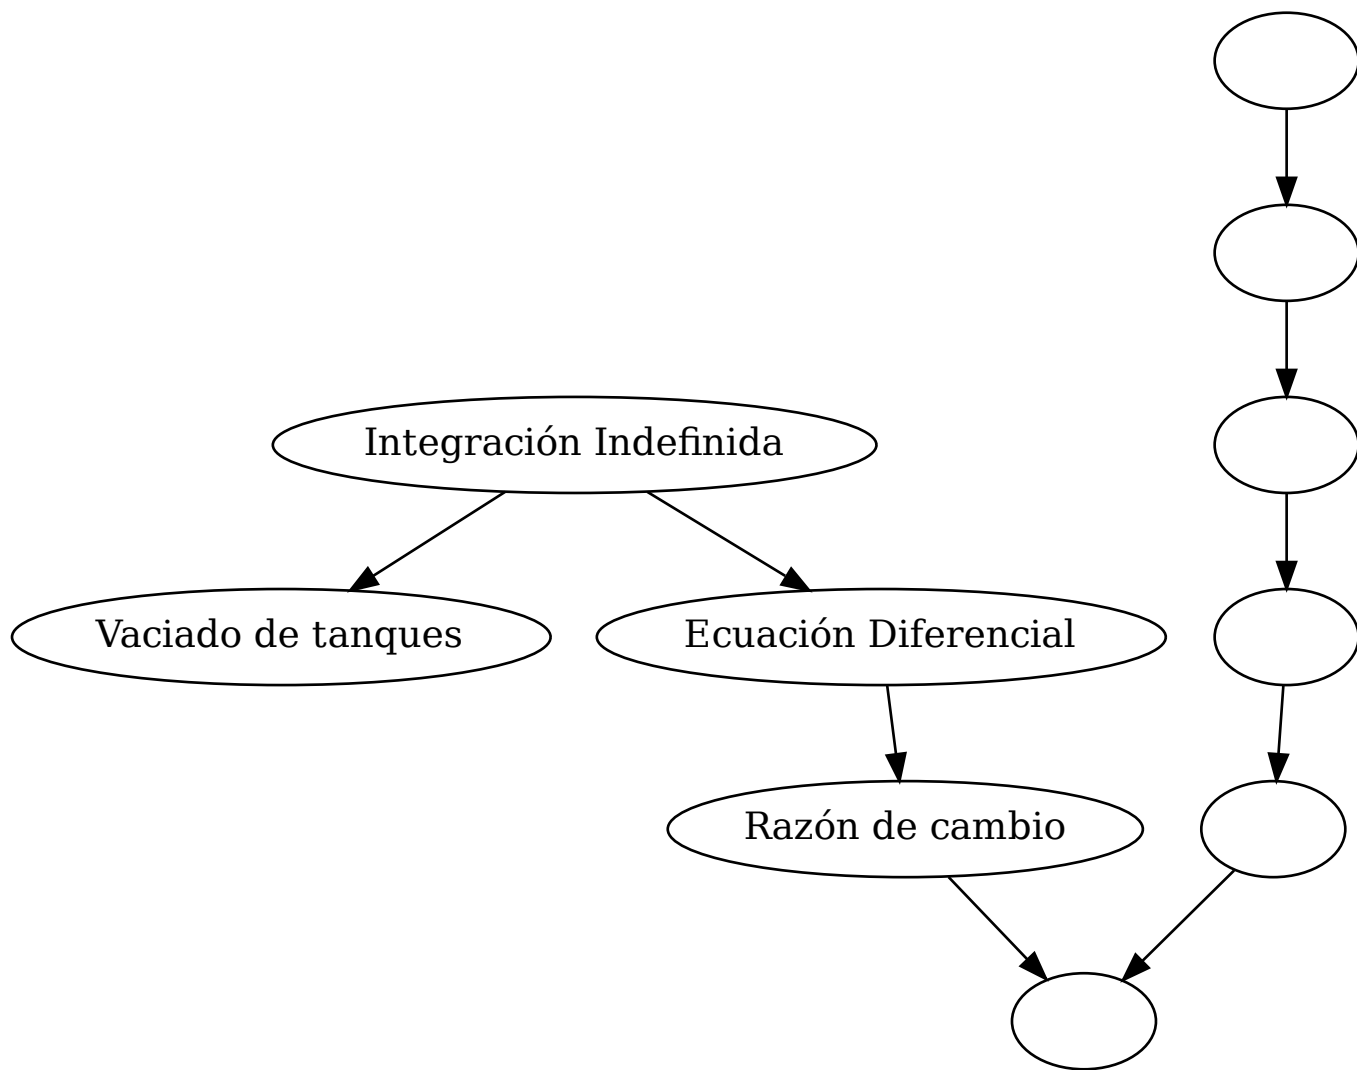 Integración Indefinida
Vaciado de tanques
Ecuación Diferencial
Razón de cambio